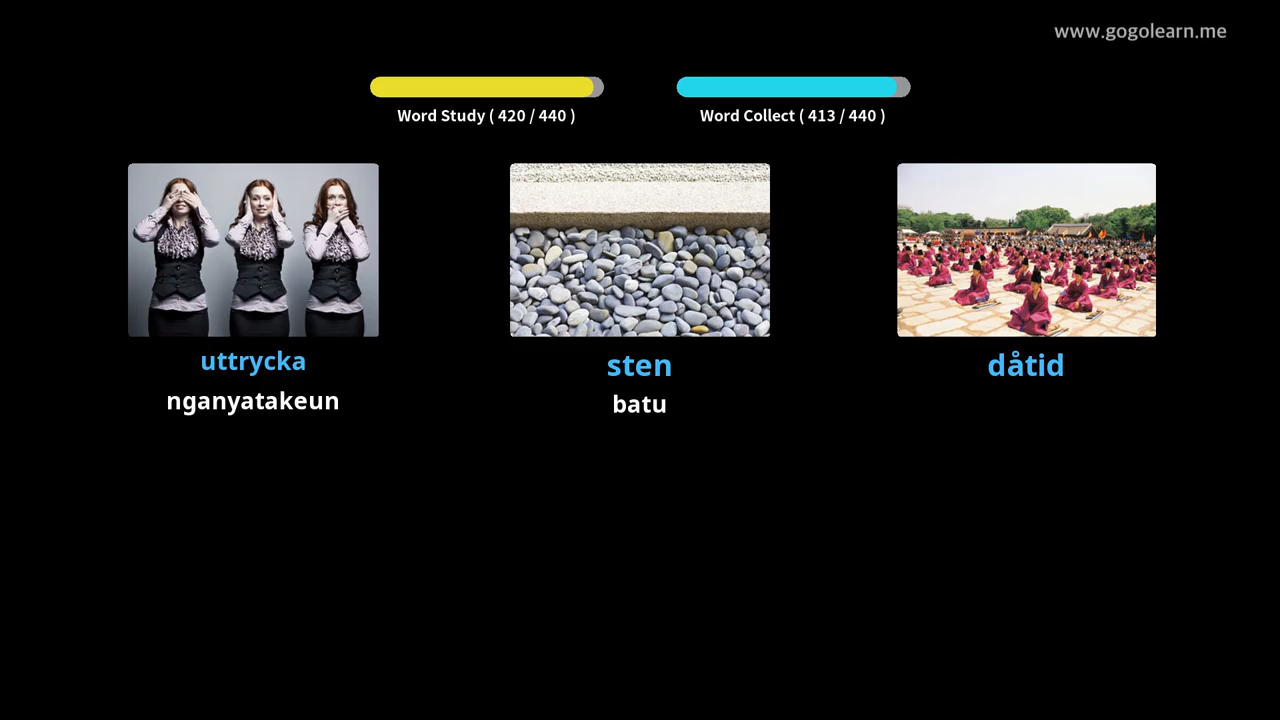 www.gogolearn.me
Word Study ( 420 / 440 )
Word Collect ( 413 / 440 )
uttrycka
nganyatakeun
sten
batu
dåtid